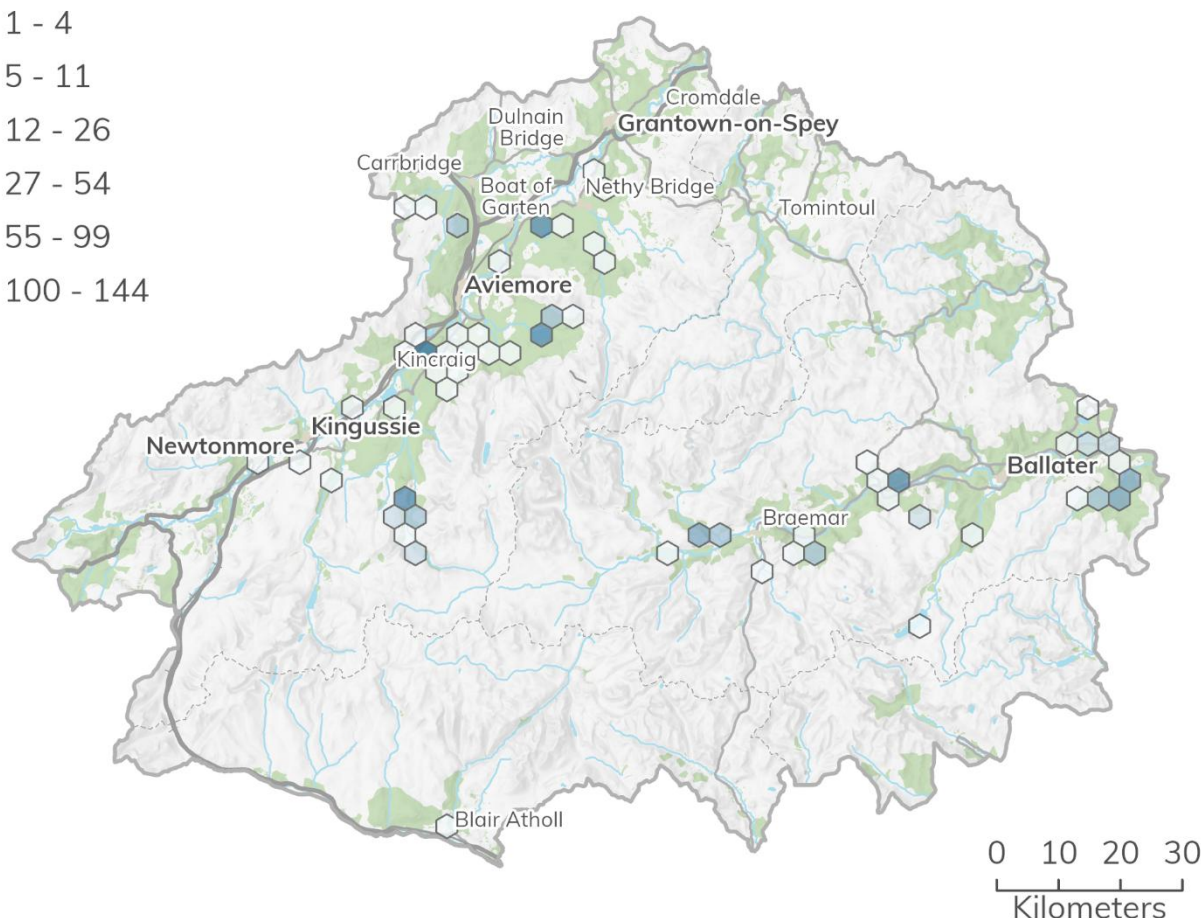 1 - 4
5 - 11
12 - 26
27 - 54
55 - 99
100 - 144
Cromdale
Dulnain
Bridge
Grantown-on-Spey
Carrbridge
Boat of
Garten
Nethy Bridge
Tomintoul
Aviemore
Kincraig
Kingussie
Newtonmore
Ballater
Braemar
Blair Atholl
0 10 20 30
Kilometers